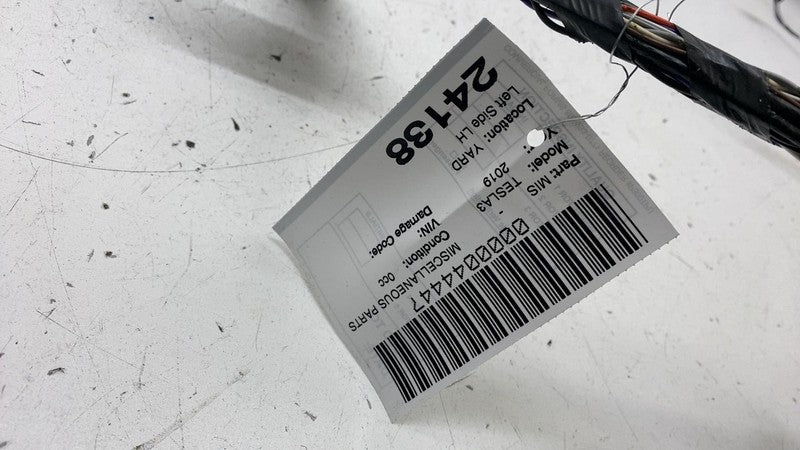 0000044447
Part: MIS - MISCELLANEOUS PARTS
Model: TESLA3 Condition: 0cc
2019 VIN:
Location: YARD Damage Code:
Left Side LH
24138